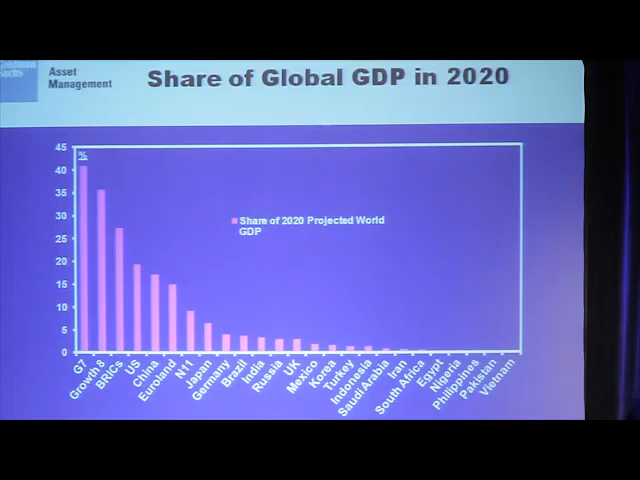 Goldman
Sachs
Asset
Management
Share of Global GDP in 2020
45
%
40
35
30
25
20
15
10
5
0
Share of 2020 Projected World
GDP
G7
Growth 8
BRICs
US
China
Euroland
N11
Japan
Germany
Brazil
India
Russia
UK
Mexico
Korea
Turkey
Indonesia
Saudi Arabia
Iran
South Africa
Egypt
Nigeria
Philippines
Pakistan
Vietnam